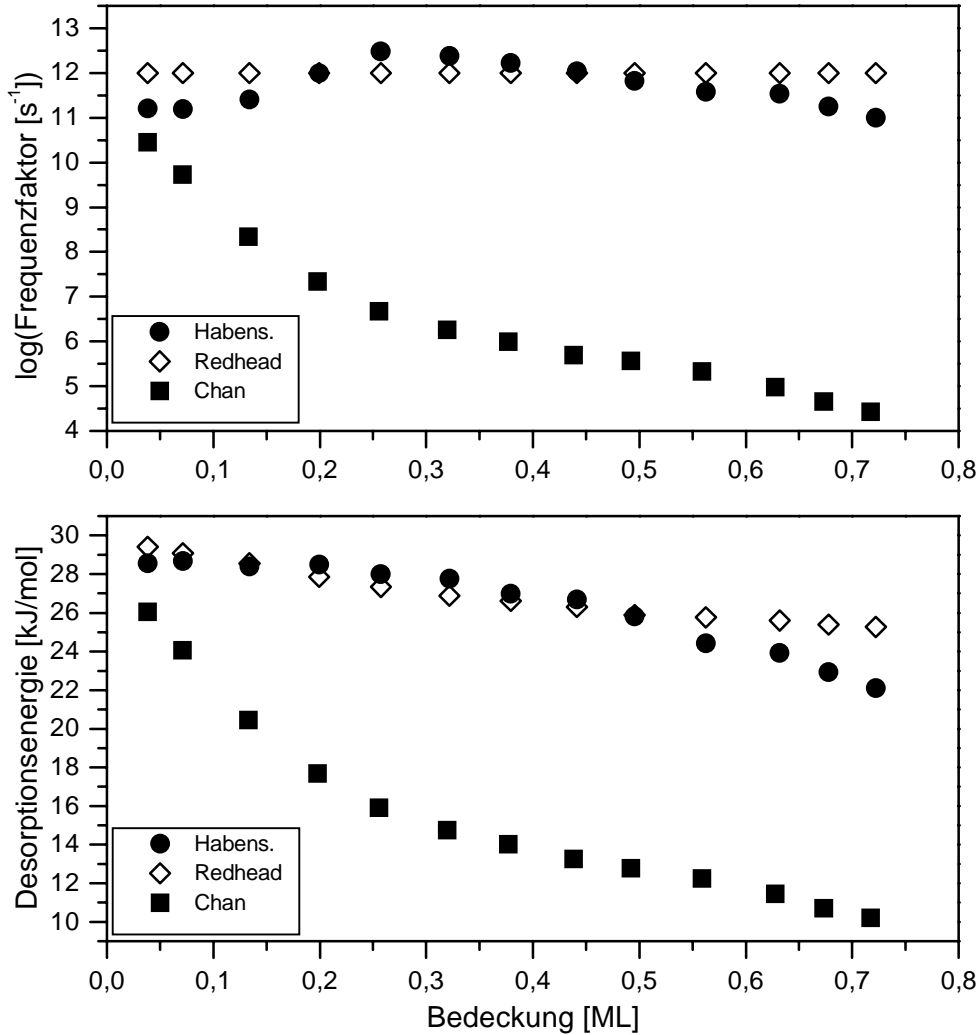 13
12
11
10
9
8
7
6
5
4
log(Frequenzfaktor [s⁻¹])
Habens.
Redhead
Chan
0,0 0,1 0,2 0,3 0,4 0,5 0,6 0,7 0,8
30
28
26
24
22
20
18
16
14
12
10
Desorptionsenergie [kJ/mol]
Habens.
Redhead
Chan
0,0 0,1 0,2 0,3 0,4 0,5 0,6 0,7 0,8
Bedeckung [ML]